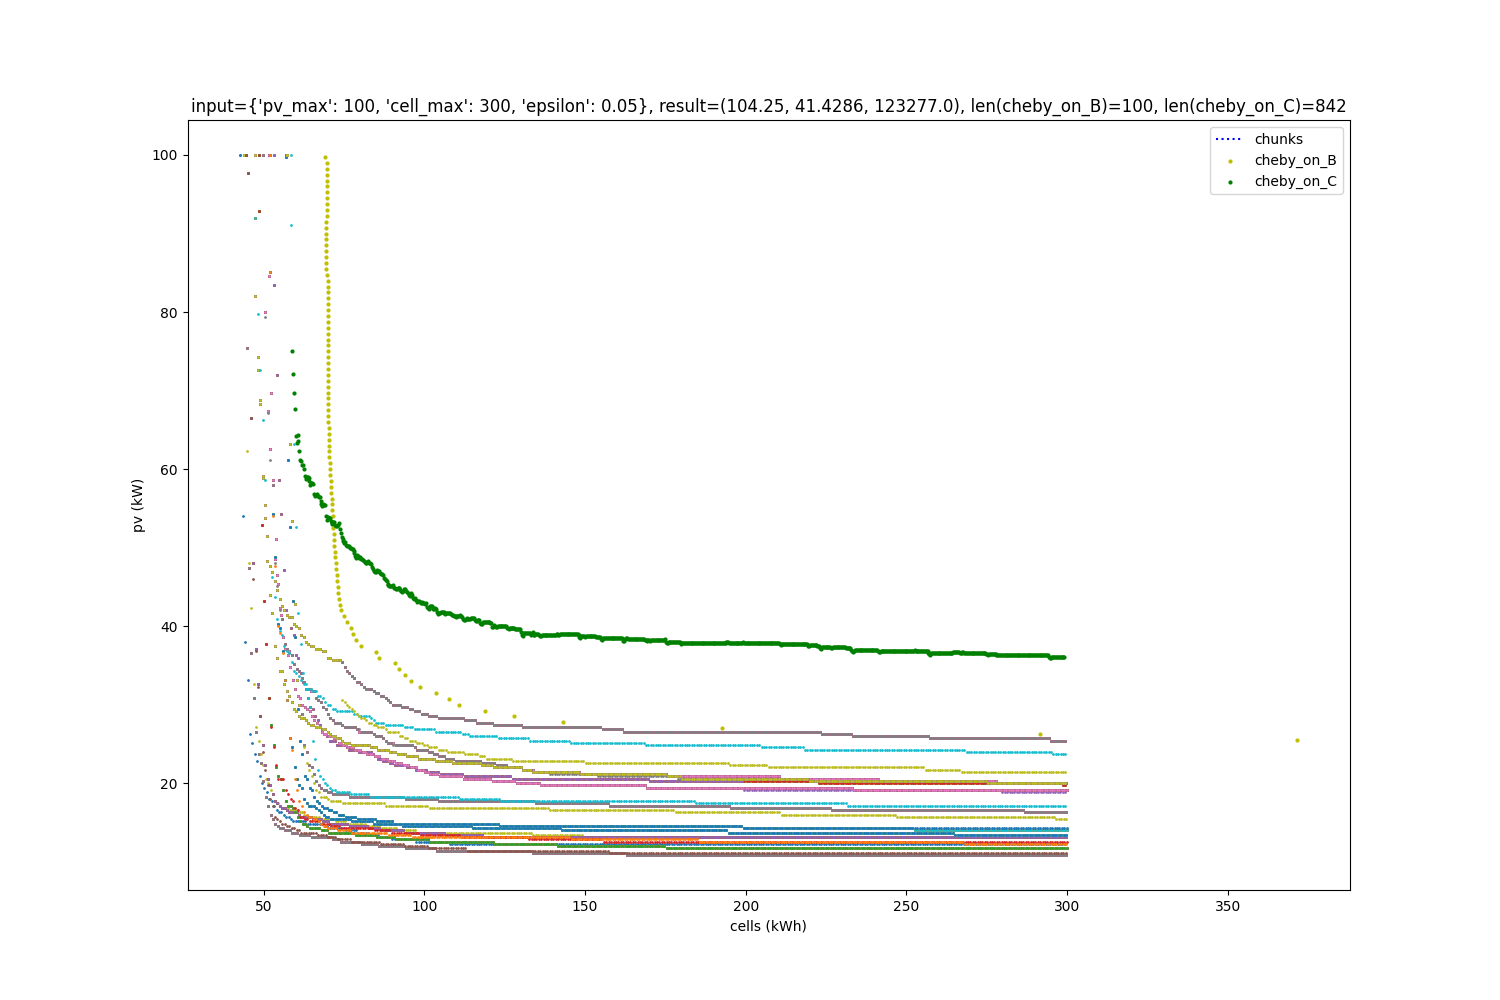 input={'pv_max': 100, 'cell_max': 300, 'epsilon': 0.05}, result=(104.25, 41.4286, 123277.0), len(cheby_on_B)=100, len(cheby_on_C)=842
chunks
cheby_on_B
cheby_on_C
100
80
60
40
20
pv (kW)
50
100
150
200
250
300
350
cells (kWh)